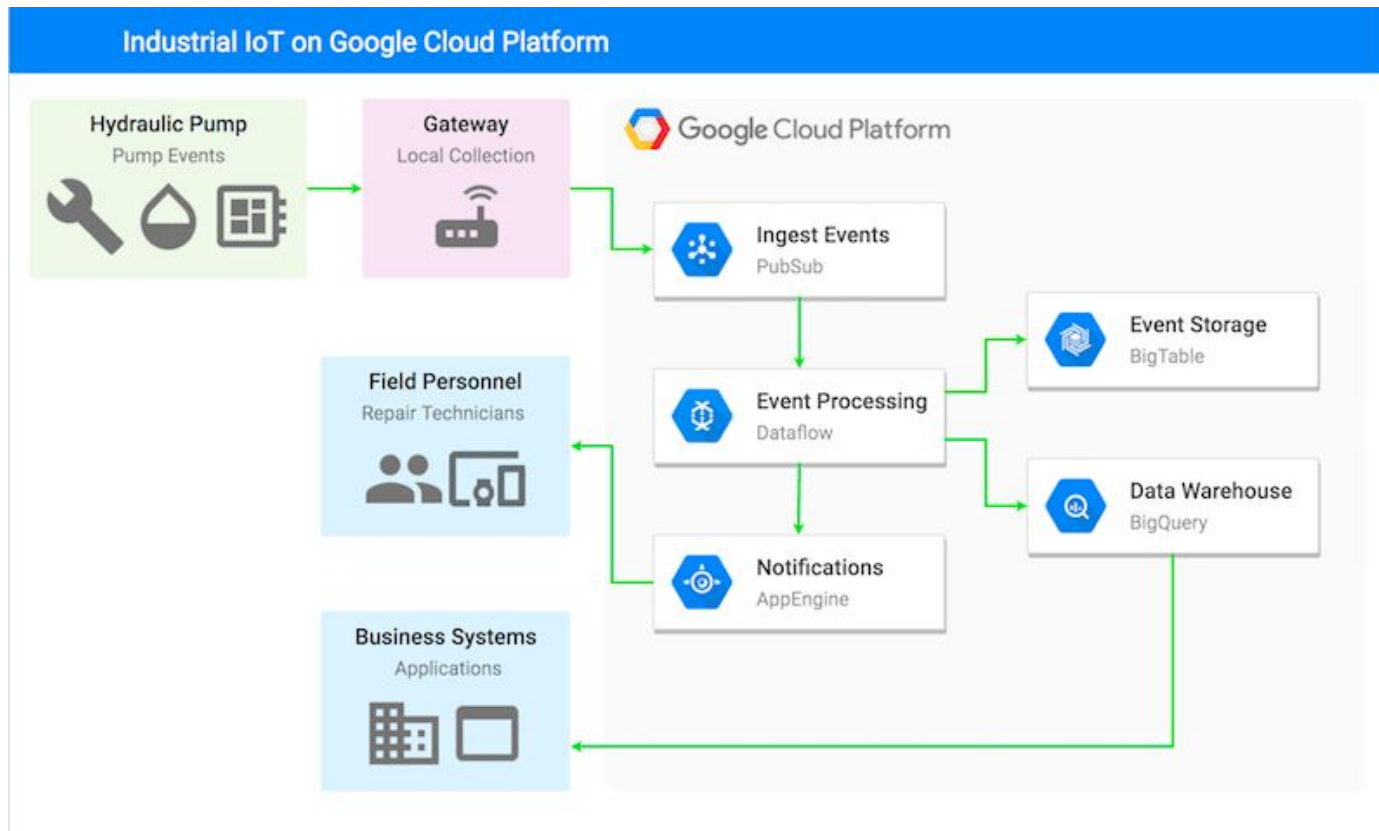 Industrial IoT on Google Cloud Platform
Hydraulic Pump
Pump Events
Gateway
Local Collection
Google Cloud Platform
Ingest Events
PubSub
Event Storage
BigTable
Field Personnel
Repair Technicians
Event Processing
Dataflow
Data Warehouse
BigQuery
Notifications
AppEngine
Business Systems
Applications